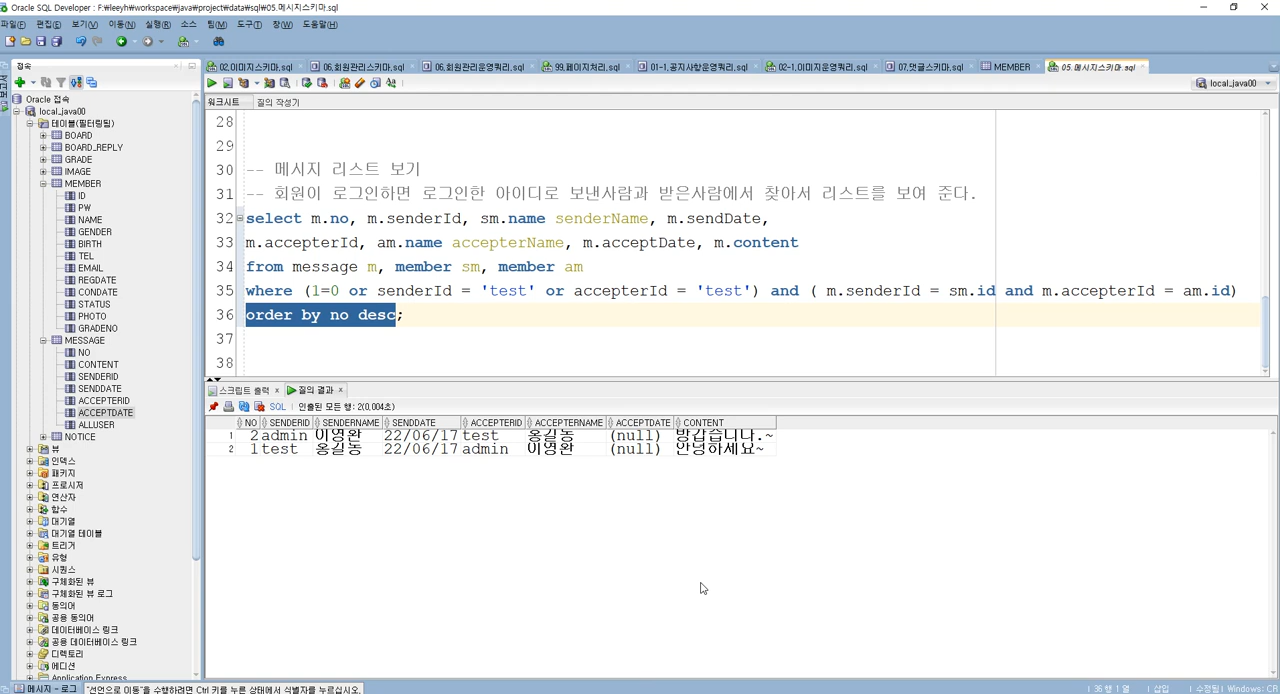 Oracle SQL Developer : F:₩leeyh₩workspace₩java₩project₩data₩sql₩05.메시지스키마.sql
파일(F) 편집(E) 보기(V) 이동(N) 실행(R) 소스 팀(M) 도구(T) 창(W) 도움말(H)
접속
02.이미지스키마.sql 06.회원관리스키마.sql 06.회원관리운영쿼리.sql 99.페이지처리.sql 01-1.공지사항운영쿼리.sql 02-1.이미지운영쿼리.sql 07.댓글스키마.sql MEMBER 05.메시지스키마.sql
local_java00
워크시트 질의 작성기
Oracle 접속
local_java00
테이블(필터링됨)
BOARD
BOARD_REPLY
GRADE
IMAGE
MEMBER
ID
PW
NAME
GENDER
BIRTH
TEL
EMAIL
REGDATE
CONDATE
STATUS
PHOTO
GRADENO
MESSAGE
NO
CONTENT
SENDERID
SENDDATE
ACCEPTERID
ACCEPTDATE
ALLUSER
NOTICE
뷰
인덱스
패키지
프로시저
연산자
함수
대기열
대기열 테이블
트리거
유형
시퀀스
구체화된 뷰
구체화된 뷰 로그
동의어
공용 동의어
데이터베이스 링크
공용 데이터베이스 링크
디렉토리
에디션
Application Express
28
29
30 -- 메시지 리스트 보기
31 -- 회원이 로그인하면 로그인한 아이디로 보낸사람과 받은사람에서 찾아서 리스트를 보여 준다.
32 select m.no, m.senderId, sm.name senderName, m.sendDate,
33 m.accepterId, am.name accepterName, m.acceptDate, m.content
34 from message m, member sm, member am
35 where (1=0 or senderId = 'test' or accepterId = 'test') and ( m.senderId = sm.id and m.accepterId = am.id)
36 order by no desc;
37
38
스크립트 출력 × 질의 결과 ×
SQL | 인출된 모든 행: 2(0.004초)
NO SENDERID SENDERNAME SENDDATE ACCEPTERID ACCEPTERNAME ACCEPTDATE CONTENT
1 2 admin 이영환 22/06/17 test 홍길동 (null) 방갑습니다.~
2 1 test 홍길동 22/06/17 admin 이영환 (null) 안녕하세요~
메시지 - 로그 "선언으로 이동"을 수행하려면 Ctrl 키를 누른 상태에서 식별자를 누르십시오.
36 행 1 열 | 삽입 | 수정됨 | Windows: CR